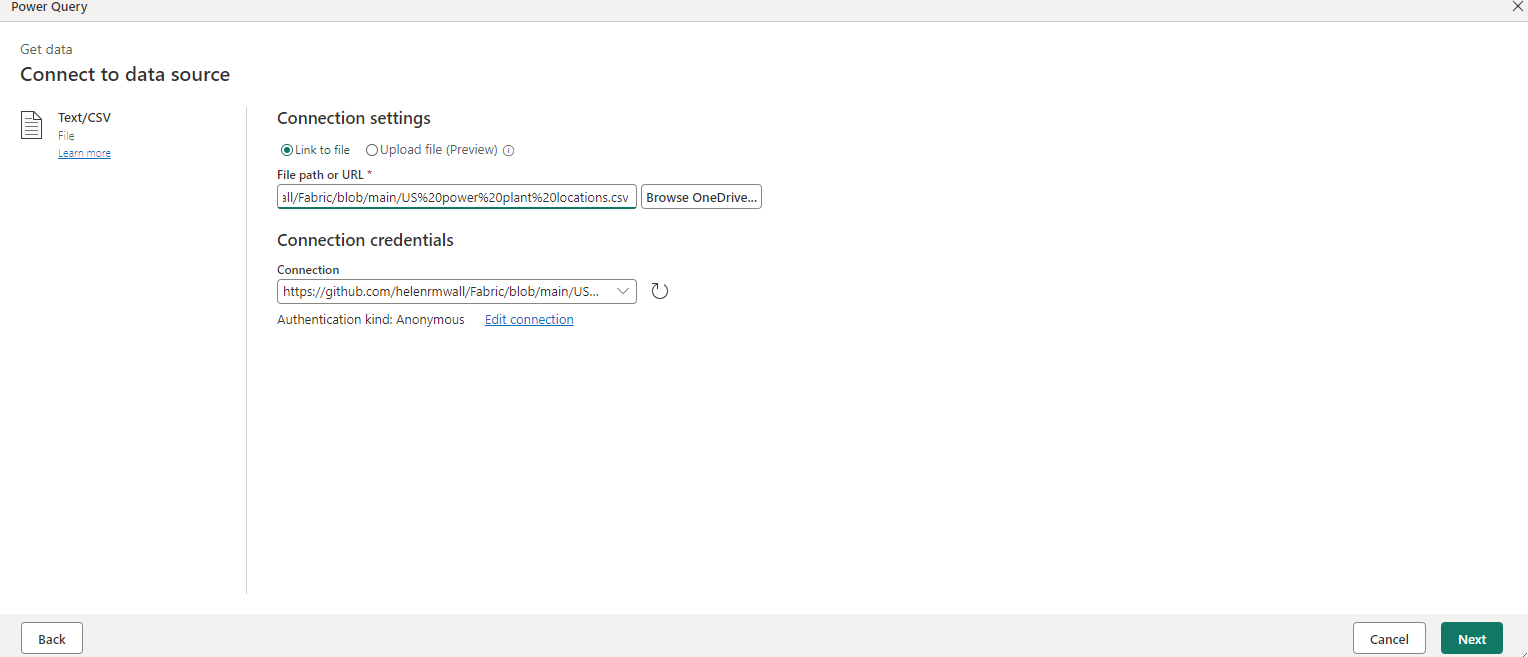 Power Query
Get data
Connect to data source
Text/CSV
File
Learn more
Connection settings
Link to file Upload file (Preview)
File path or URL *
all/Fabric/blob/main/US%20power%20plant%20locations.csv Browse OneDrive...
Connection credentials
Connection
https://github.com/helenrmwall/Fabric/blob/main/US...
Authentication kind: Anonymous Edit connection
Back Cancel Next